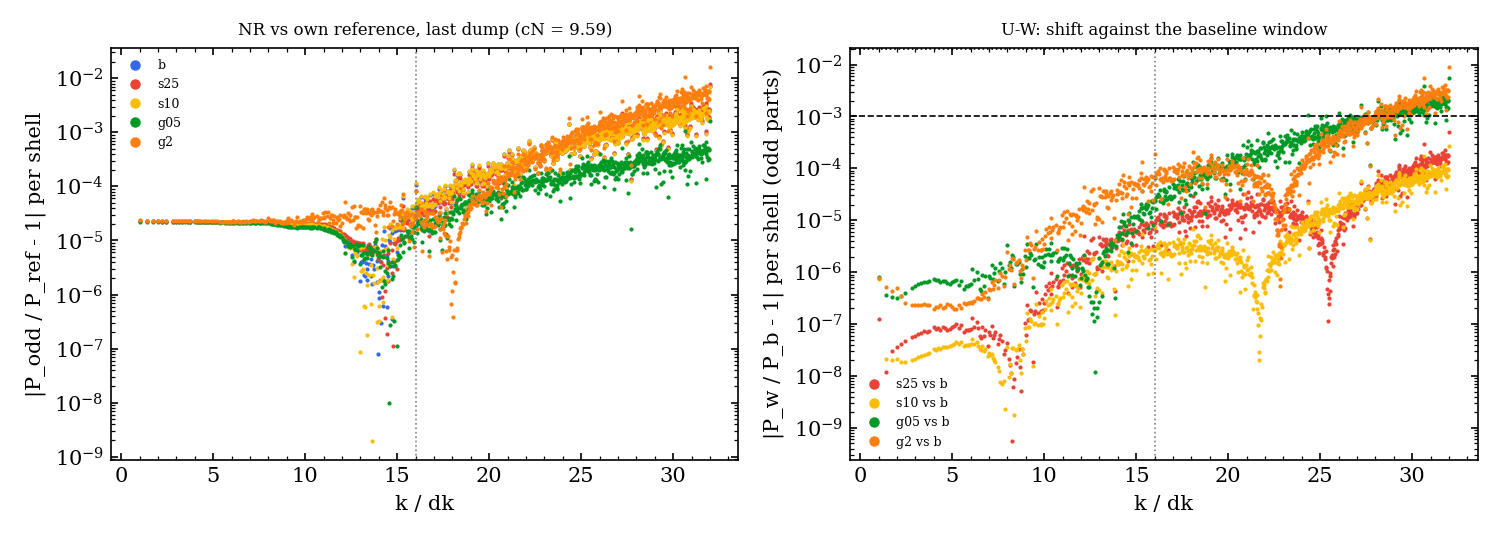 NR vs own reference, last dump (cN = 9.59)
|P_odd / P_ref - 1| per shell
10⁻²
10⁻³
10⁻⁴
10⁻⁵
10⁻⁶
10⁻⁷
10⁻⁸
10⁻⁹
b
s25
s10
g05
g2
0 5 10 15 20 25 30
k / dk
U-W: shift against the baseline window
|P_w / P_b - 1| per shell (odd parts)
10⁻²
10⁻³
10⁻⁴
10⁻⁵
10⁻⁶
10⁻⁷
10⁻⁸
10⁻⁹
s25 vs b
s10 vs b
g05 vs b
g2 vs b
0 5 10 15 20 25 30
k / dk